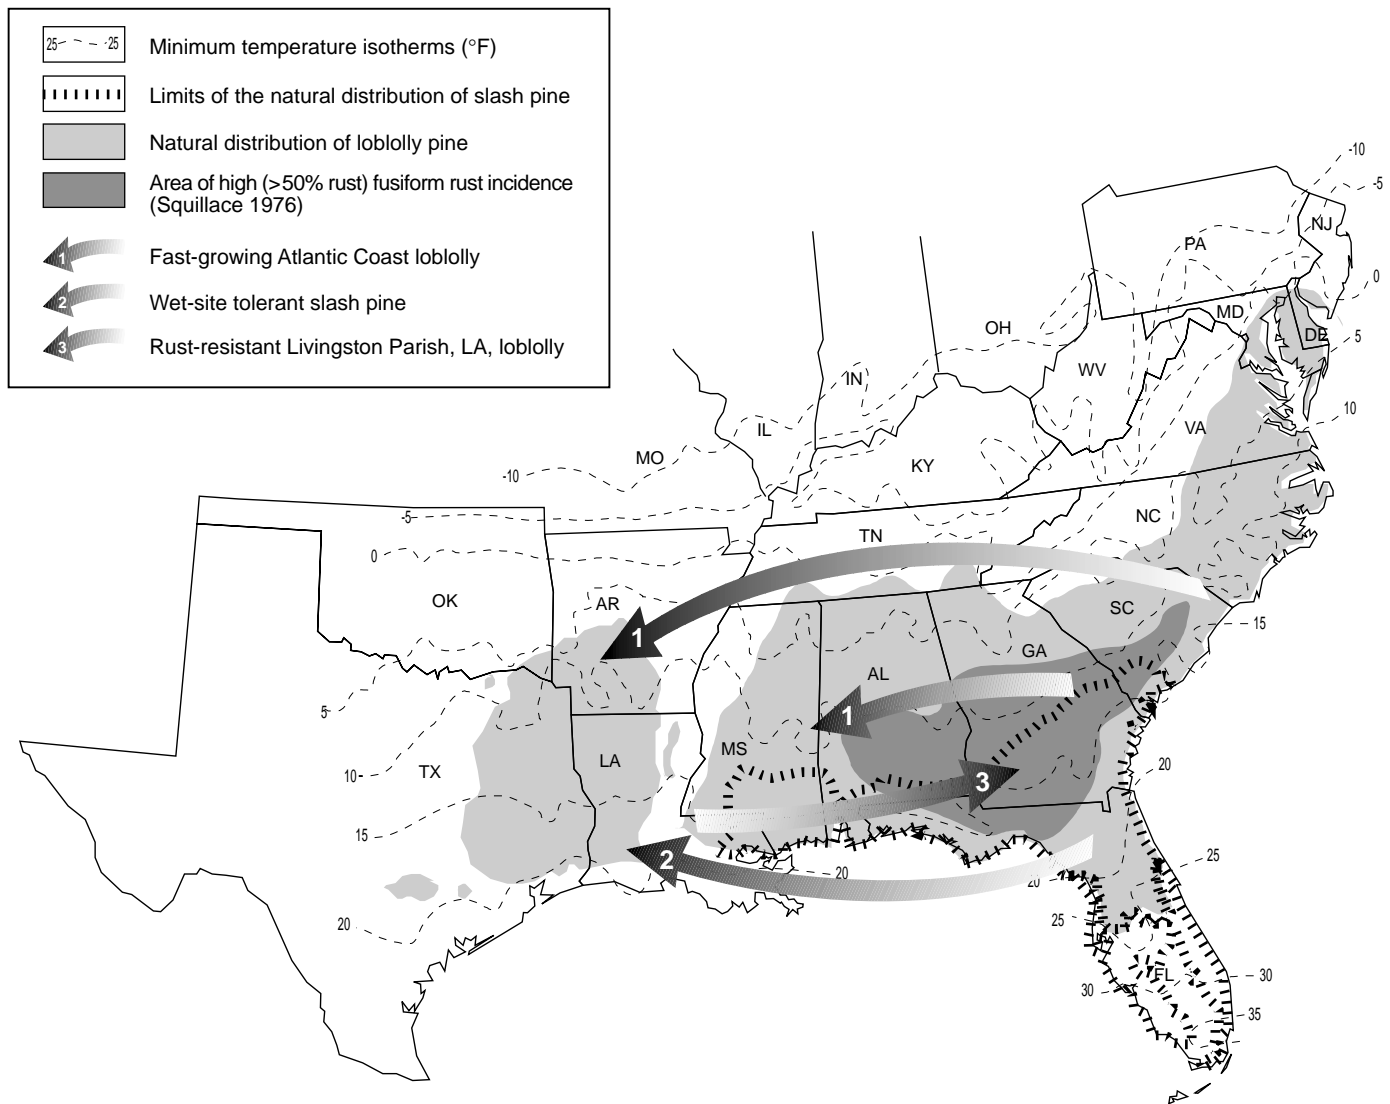 25 25 Minimum temperature isotherms (°F)
Limits of the natural distribution of slash pine
Natural distribution of loblolly pine
Area of high (>50% rust) fusiform rust incidence
(Squillace 1976)
1 Fast-growing Atlantic Coast loblolly
2 Wet-site tolerant slash pine
3 Rust-resistant Livingston Parish, LA, loblolly
-10
-5
NJ
PA
0
MD
OH
DE
5
WV
IN
10
IL
VA
MO
KY
-10
-5
NC
TN
0
OK
AR
SC
15
1
GA
AL
5
1
MS
LA
TX
10
20
3
15
2
25
20
20
25
20
FL
30
30
35